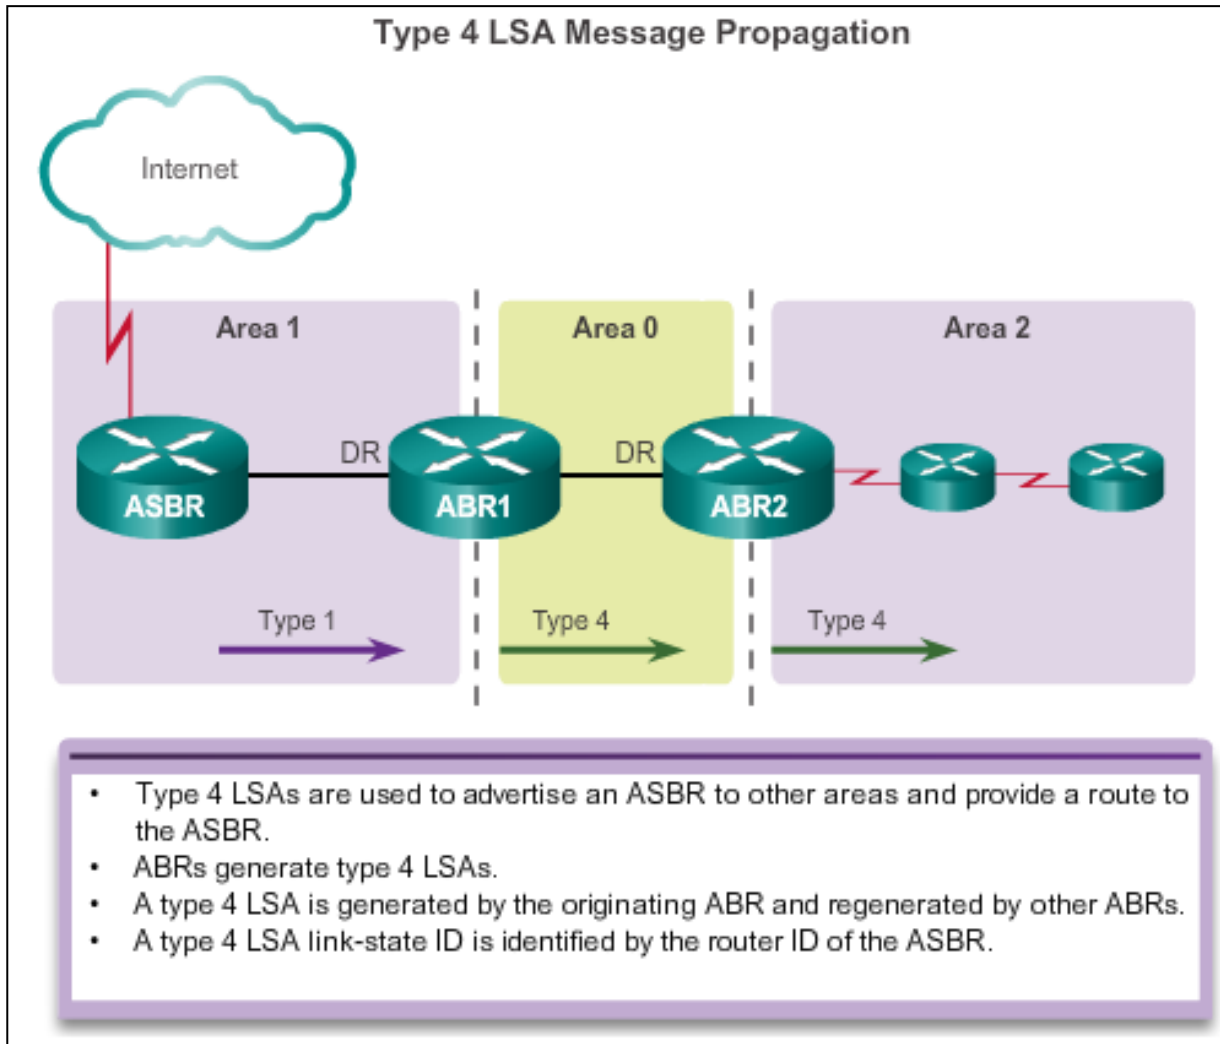 Type 4 LSA Message Propagation
Internet
Area 1
Area 0
Area 2
DR
DR
ASBR
ABR1
ABR2
Type 1
Type 4
Type 4
• Type 4 LSAs are used to advertise an ASBR to other areas and provide a route to
the ASBR.
• ABRs generate type 4 LSAs.
• A type 4 LSA is generated by the originating ABR and regenerated by other ABRs.
• A type 4 LSA link-state ID is identified by the router ID of the ASBR.